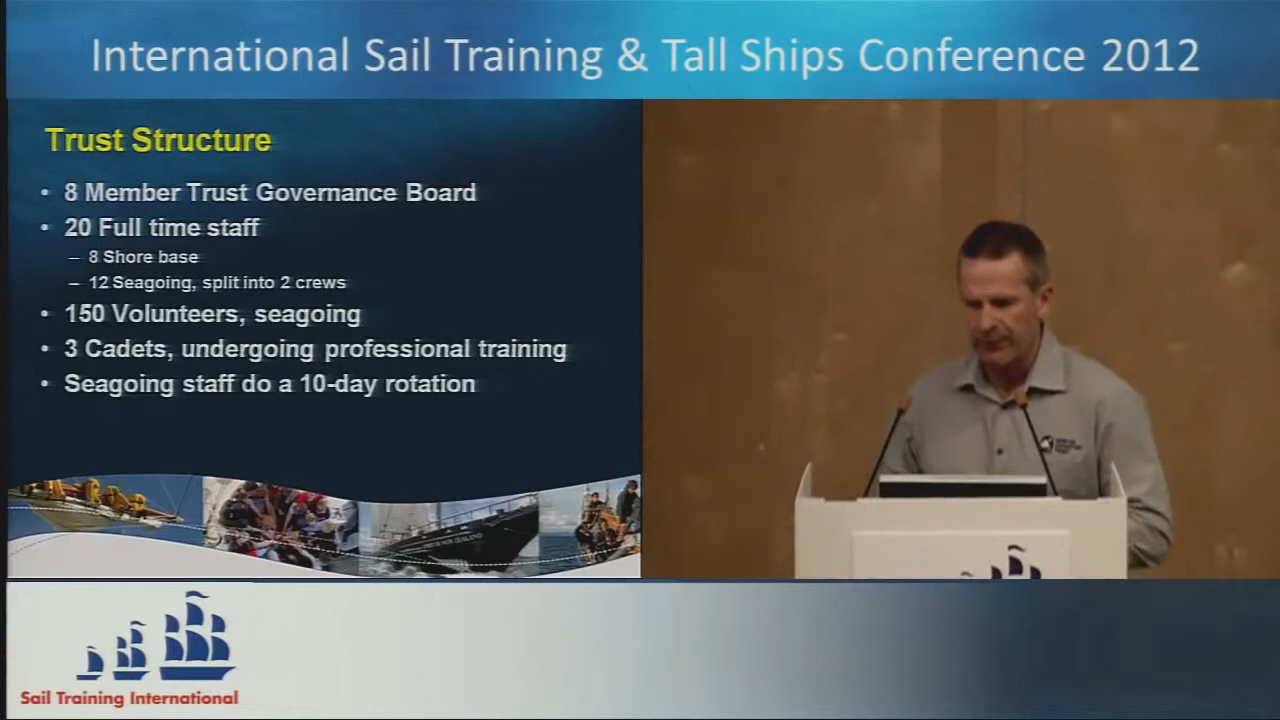 International Sail Training & Tall Ships Conference 2012
Trust Structure
• 8 Member Trust Governance Board
• 20 Full time staff
– 8 Shore base
– 12 Seagoing, split into 2 crews
• 150 Volunteers, seagoing
• 3 Cadets, undergoing professional training
• Seagoing staff do a 10-day rotation
Sail Training International